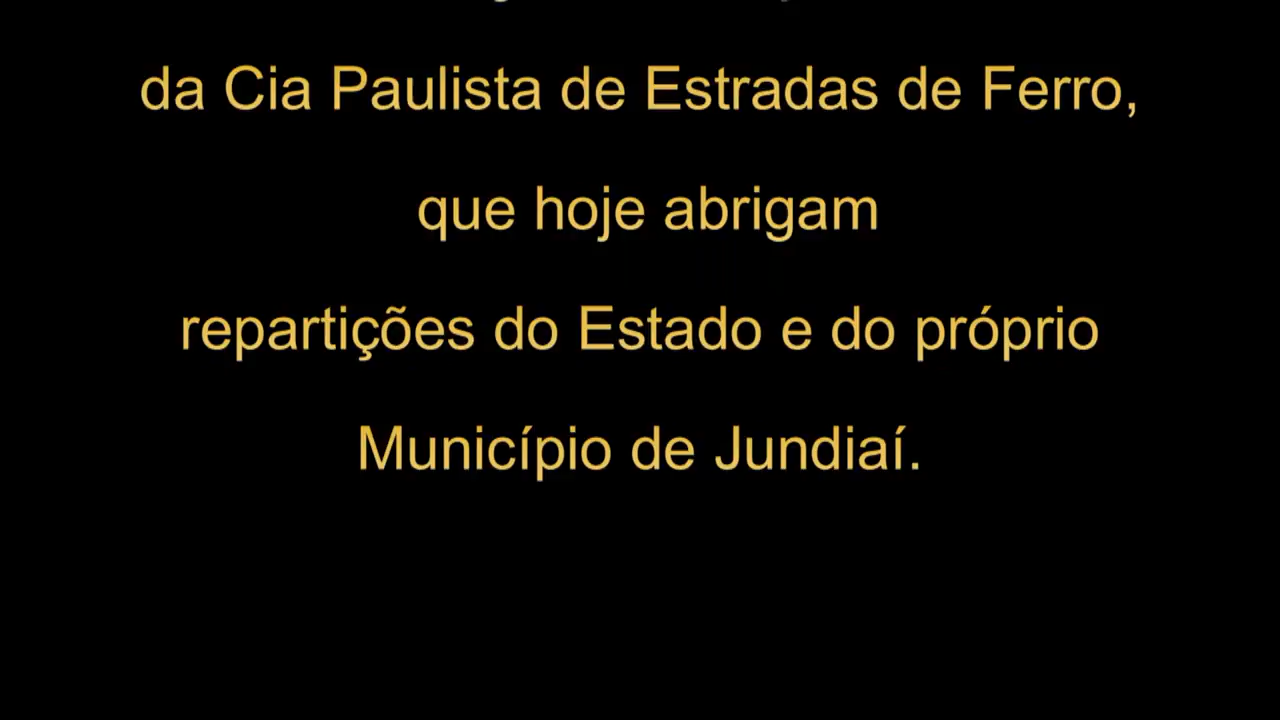 da Cia Paulista de Estradas de Ferro,
que hoje abrigam
repartições do Estado e do próprio
Município de Jundiaí.